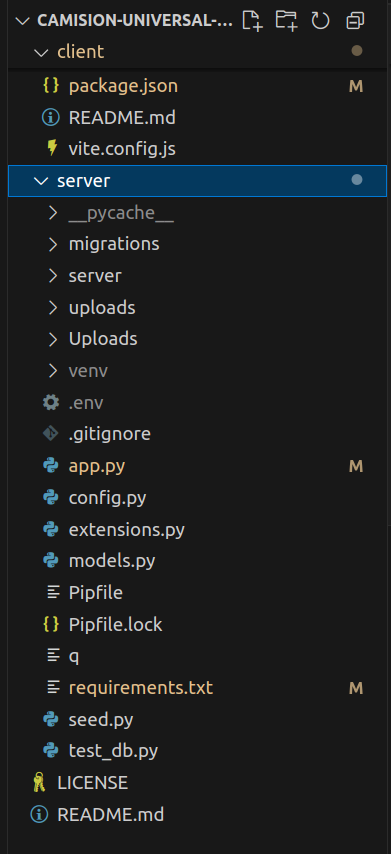 CAMISION-UNIVERSAL-...
client
{} package.json M
README.md
vite.config.js
server
__pycache__
migrations
server
uploads
Uploads
venv
.env
.gitignore
app.py M
config.py
extensions.py
models.py
Pipfile
{} Pipfile.lock
q
requirements.txt M
seed.py
test_db.py
LICENSE
README.md